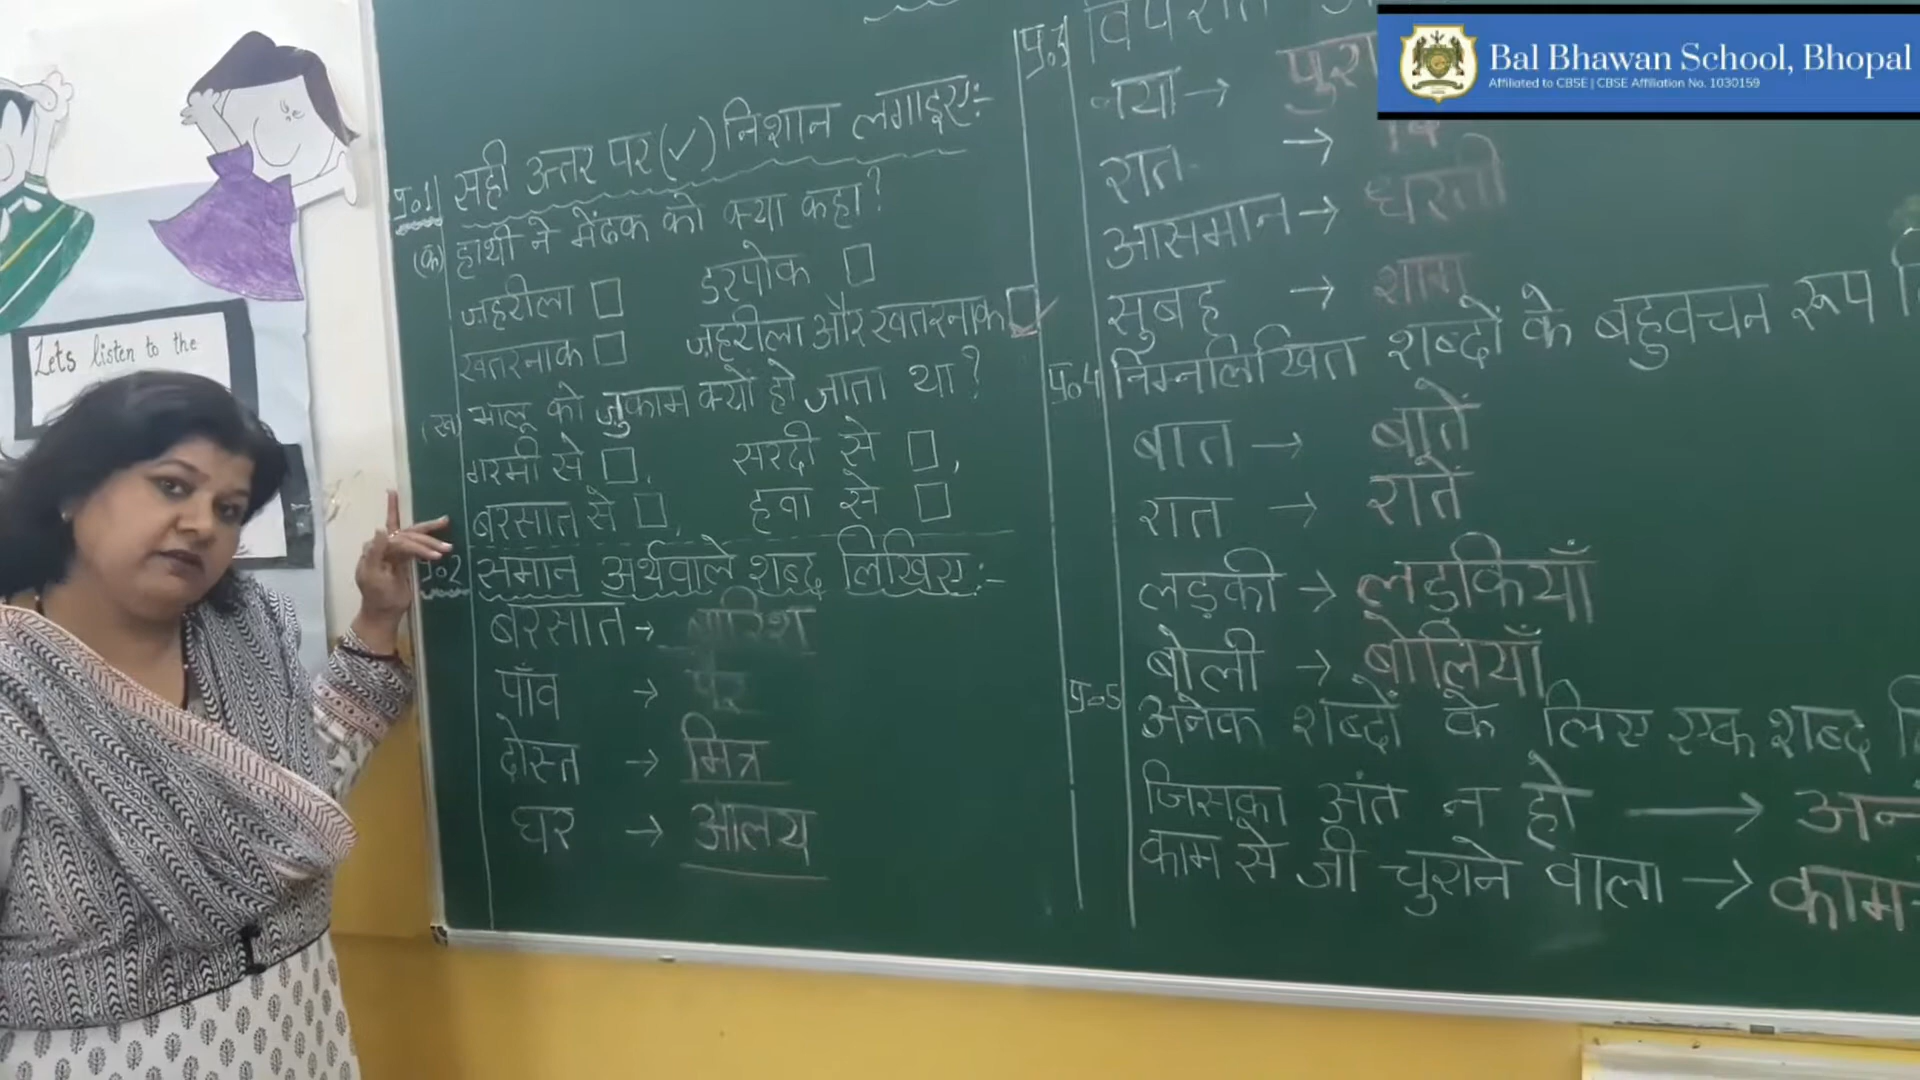 Bal Bhawan School, Bhopal
Affiliated to CBSE | CBSE Affiliation No. 1030159
Lets listen to the
प्र॰1 सही उत्तर पर (✓) निशान लगाइए:-
(क) हाथी ने मेंढक को क्या कहा?
ज़हरीला □ डरपोक □
खतरनाक □ ज़हरीला और खतरनाक □✓
(ख) भालू को ज़ुकाम क्यों हो जाता था?
गरमी से □, सरदी से □,
बरसात से □, हवा से □
प्र॰2 समान अर्थवाले शब्द लिखिए:-
बरसात → बारिश
पाँव → पैर
दोस्त → मित्र
घर → आलय
प्र॰3 विपरीत
नया → पुरा
रात →
आसमान → धरती
सुबह → शाम
प्र॰4 निम्नलिखित शब्दों के बहुवचन रूप
बात → बातें
रात → रातें
लड़की → लड़कियाँ
बोली → बोलियाँ
प्र॰5 अनेक शब्दों के लिए एक शब्द
जिसका अंत न हो → अन
काम से जी चुराने वाला → काम